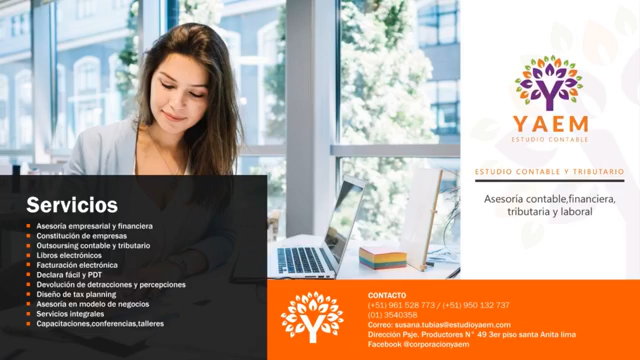 YAEM
ESTUDIO CONTABLE
ESTUDIO CONTABLE Y TRIBUTARIO
Asesoría contable,financiera,
tributaria y laboral
Servicios
Asesoría empresarial y financiera
Constitución de empresas
Outsoursing contable y tributario
Libros electrónicos
Facturación electrónica
Declara fácil y PDT
Devolución de detracciones y percepciones
Diseño de tax planning
Asesoría en modelo de negocios
Servicios integrales
Capacitaciones,conferencias,talleres
CONTACTO
(+51) 961 528 773 / (+51) 950 132 737
(01) 3540356
Correo: susana.tubias@estudioyaem.com
Dirección Psje. Productores N° 49 3er piso santa Anita lima
Facebook @corporacionyaem